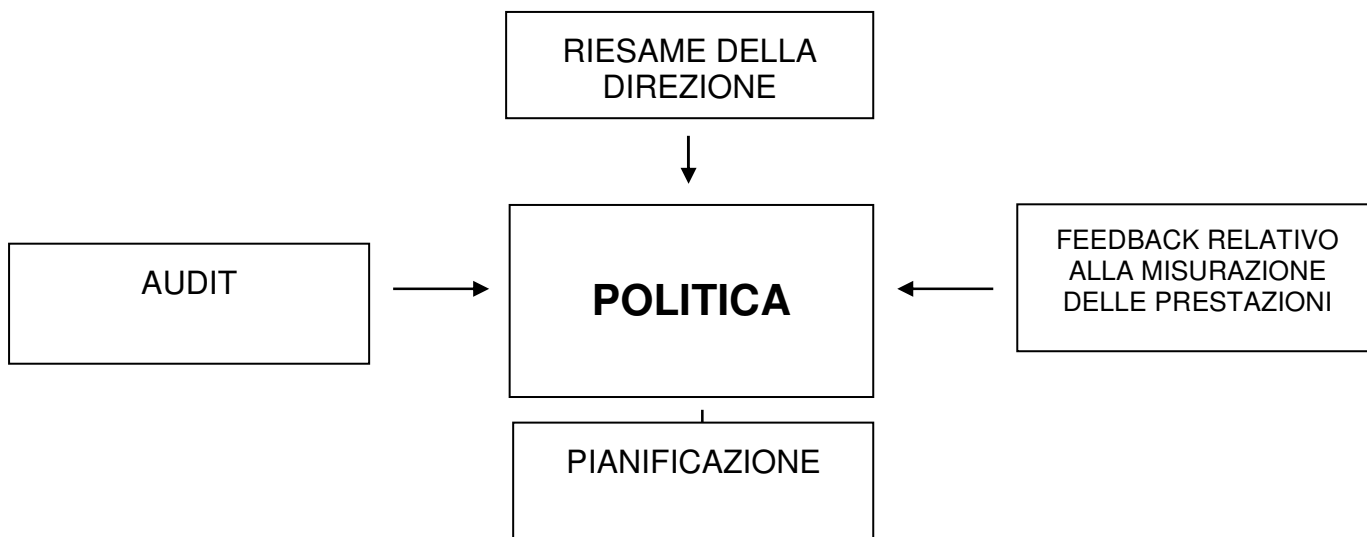 RIESAME DELLA
DIREZIONE
AUDIT
POLITICA
FEEDBACK RELATIVO
ALLA MISURAZIONE
DELLE PRESTAZIONI
PIANIFICAZIONE